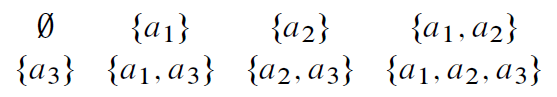 ∅ {a₁} {a₂} {a₁, a₂}
{a₃} {a₁, a₃} {a₂, a₃} {a₁, a₂, a₃}